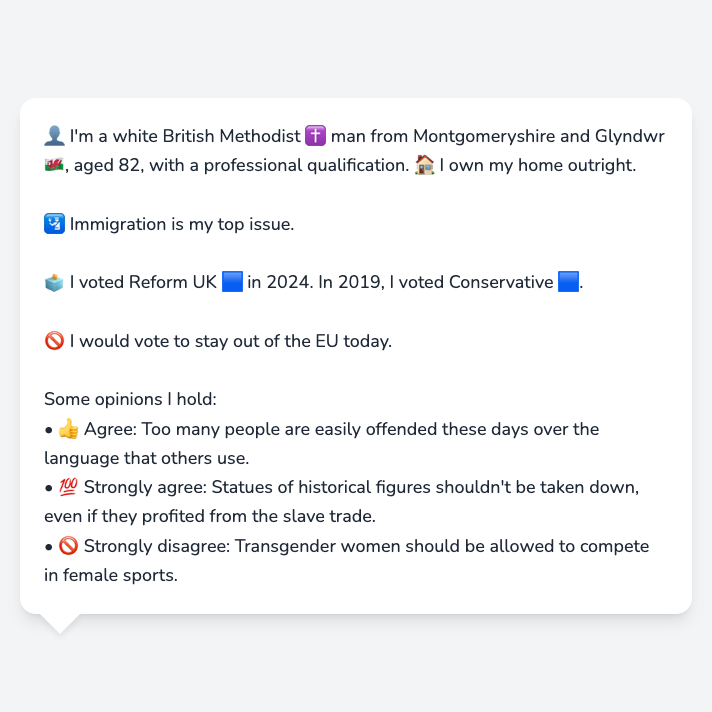 👤 I'm a white British Methodist ✝️ man from Montgomeryshire and Glyndwr
🏴󠁧󠁢󠁷󠁬󠁳󠁿, aged 82, with a professional qualification. 🏠 I own my home outright.
🛂 Immigration is my top issue.
🗳️ I voted Reform UK 🟦 in 2024. In 2019, I voted Conservative 🟦.
🚫 I would vote to stay out of the EU today.
Some opinions I hold:
• 👍 Agree: Too many people are easily offended these days over the
language that others use.
• 💯 Strongly agree: Statues of historical figures shouldn't be taken down,
even if they profited from the slave trade.
• 🚫 Strongly disagree: Transgender women should be allowed to compete
in female sports.